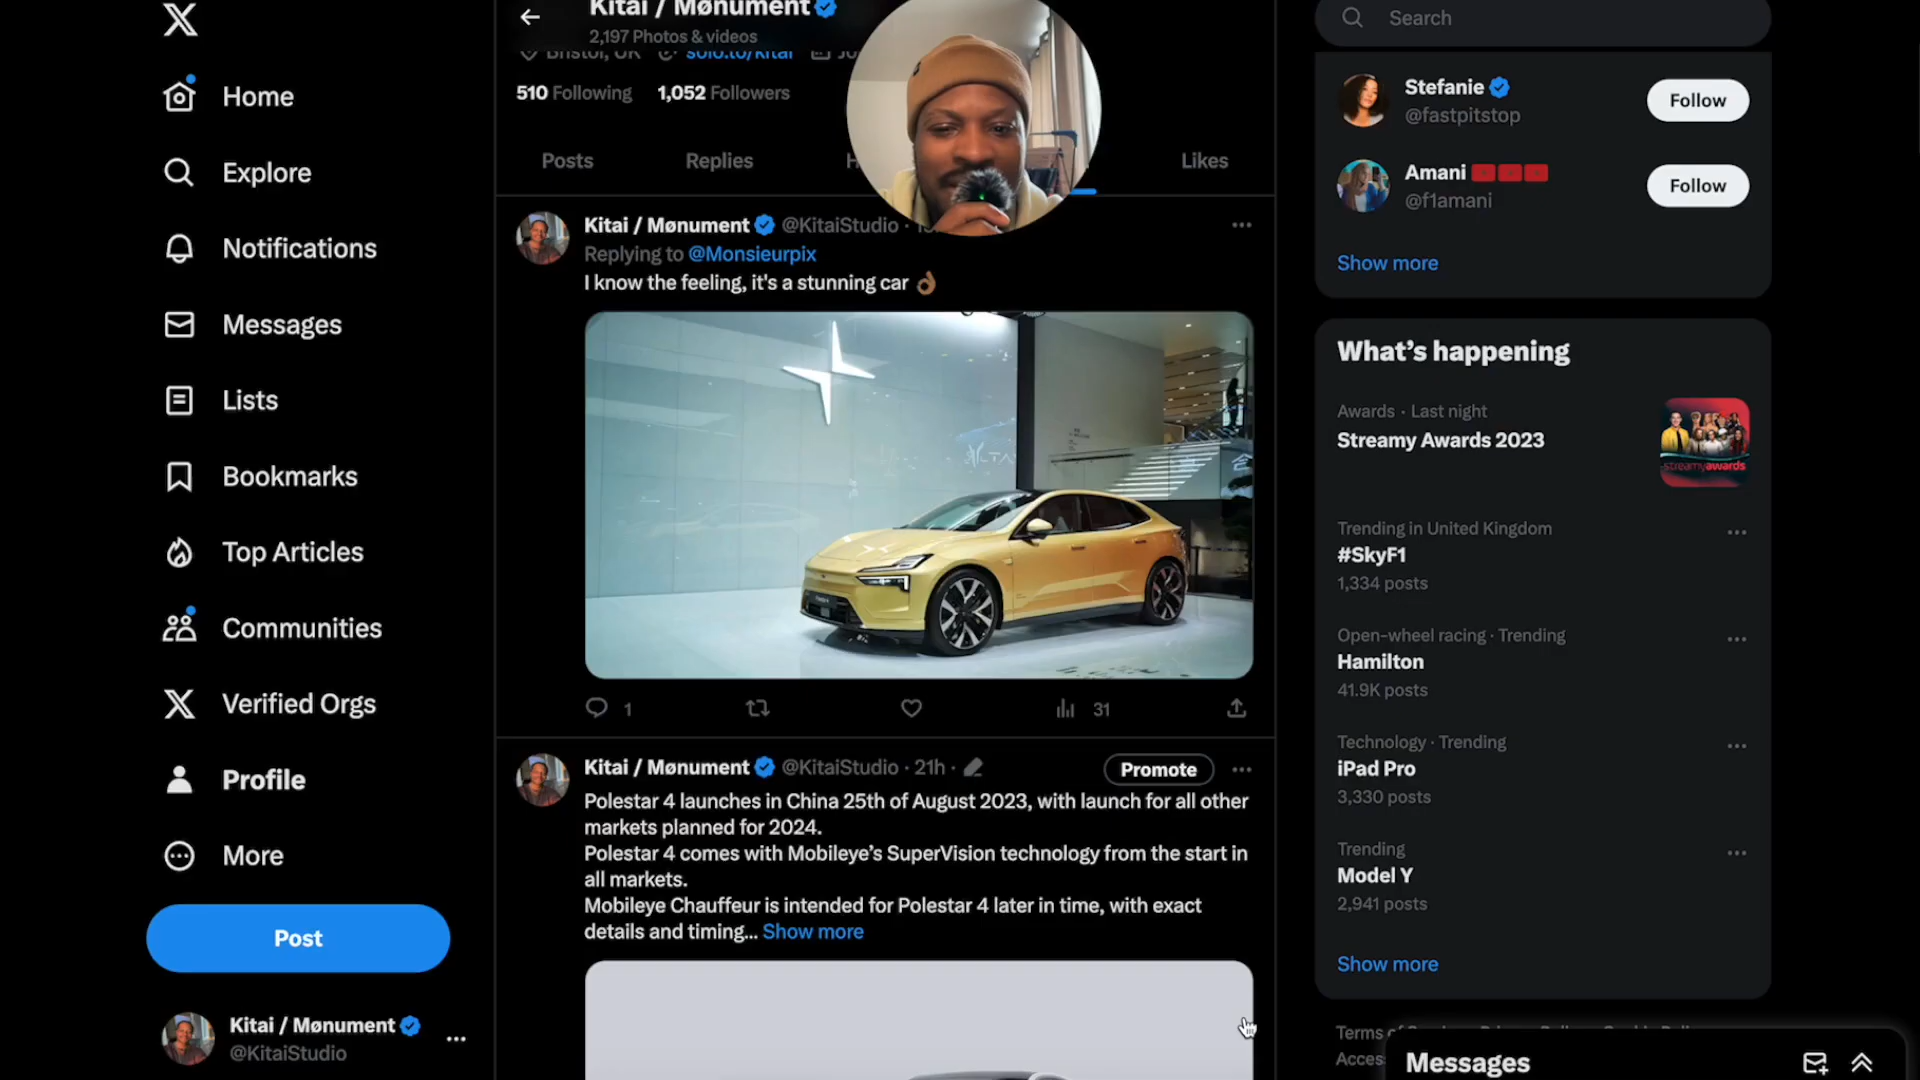 Home
Explore
Notifications
Messages
Lists
Bookmarks
Top Articles
Communities
Verified Orgs
Profile
More
Post
Kitai / Mønument
@KitaiStudio
Kitai / Mønument
2,197 Photos & videos
Bristol, UK solo.to/kitai
510 Following 1,052 Followers
Posts Replies Likes
Kitai / Mønument @KitaiStudio ·
Replying to @Monsieurpix
I know the feeling, it's a stunning car 👌🏾
1 31
Kitai / Mønument @KitaiStudio · 21h ·
Promote
Polestar 4 launches in China 25th of August 2023, with launch for all other
markets planned for 2024.
Polestar 4 comes with Mobileye’s SuperVision technology from the start in
all markets.
Mobileye Chauffeur is intended for Polestar 4 later in time, with exact
details and timing... Show more
Search
Stefanie
@fastpitstop
Follow
Amani 🟥🟥🟥
@f1amani
Follow
Show more
What’s happening
Awards · Last night
Streamy Awards 2023
streamyawards
Trending in United Kingdom
#SkyF1
1,334 posts
Open-wheel racing · Trending
Hamilton
41.9K posts
Technology · Trending
iPad Pro
3,330 posts
Trending
Model Y
2,941 posts
Show more
Terms
Messages